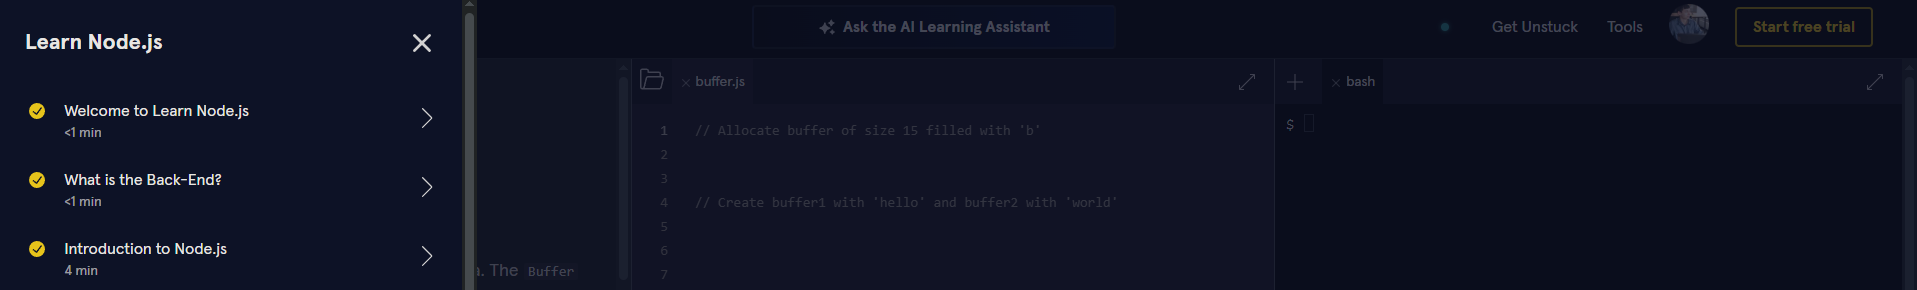 Learn Node.js
Welcome to Learn Node.js
<1 min
What is the Back-End?
<1 min
Introduction to Node.js
4 min
Ask the AI Learning Assistant
Get Unstuck
Tools
Start free trial
. The Buffer
buffer.js
1 // Allocate buffer of size 15 filled with 'b'
2
3
4 // Create buffer1 with 'hello' and buffer2 with 'world'
5
6
7
bash
$